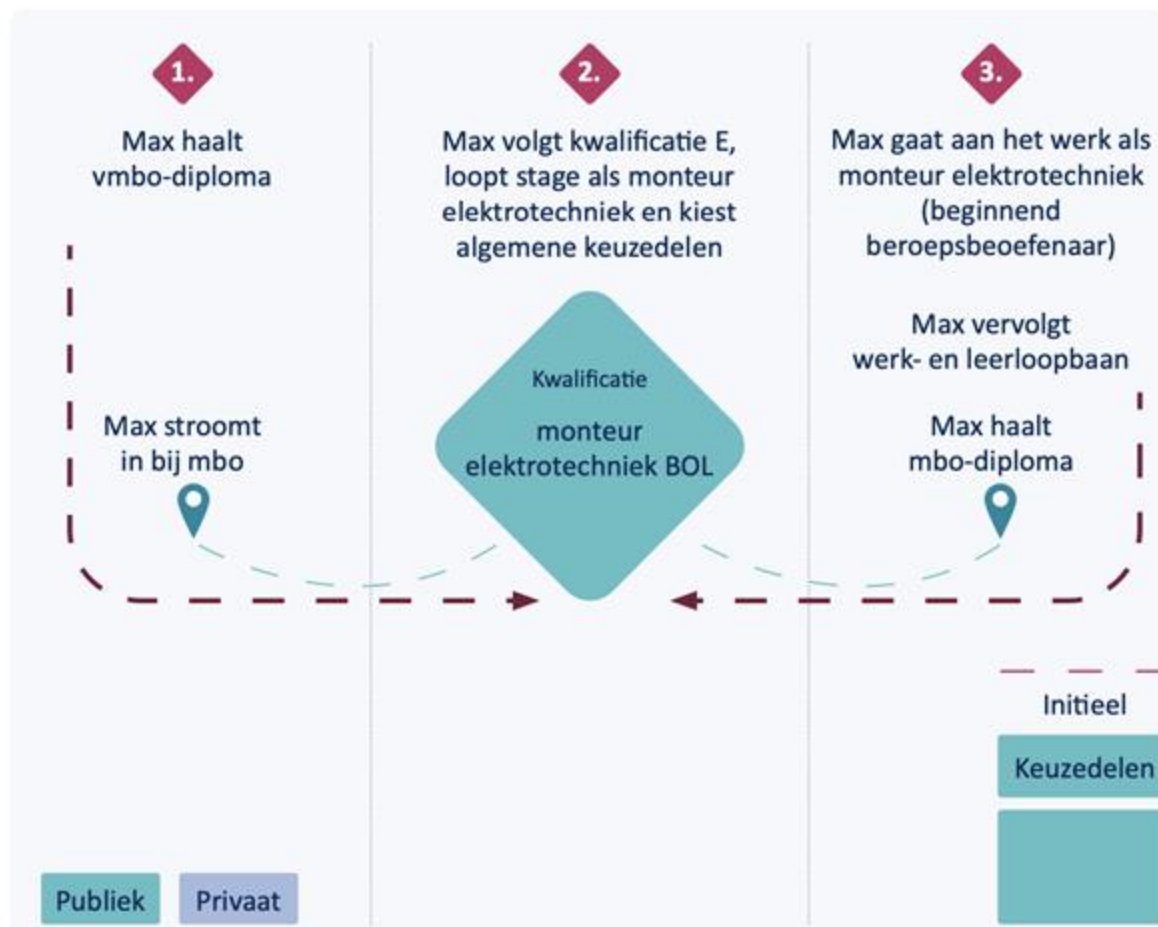 1.
Max haalt
vmbo-diploma
Max stroomt
in bij mbo
2.
Max volgt kwalificatie E,
loopt stage als monteur
elektrotechniek en kiest
algemene keuzedelen
Kwalificatie
monteur
elektrotechniek BOL
3.
Max gaat aan het werk als
monteur elektrotechniek
(beginnend
beroepsbeoefenaar)
Max vervolgt
werk- en leerloopbaan
Max haalt
mbo-diploma
Initieel
Keuzedelen
Publiek
Privaat